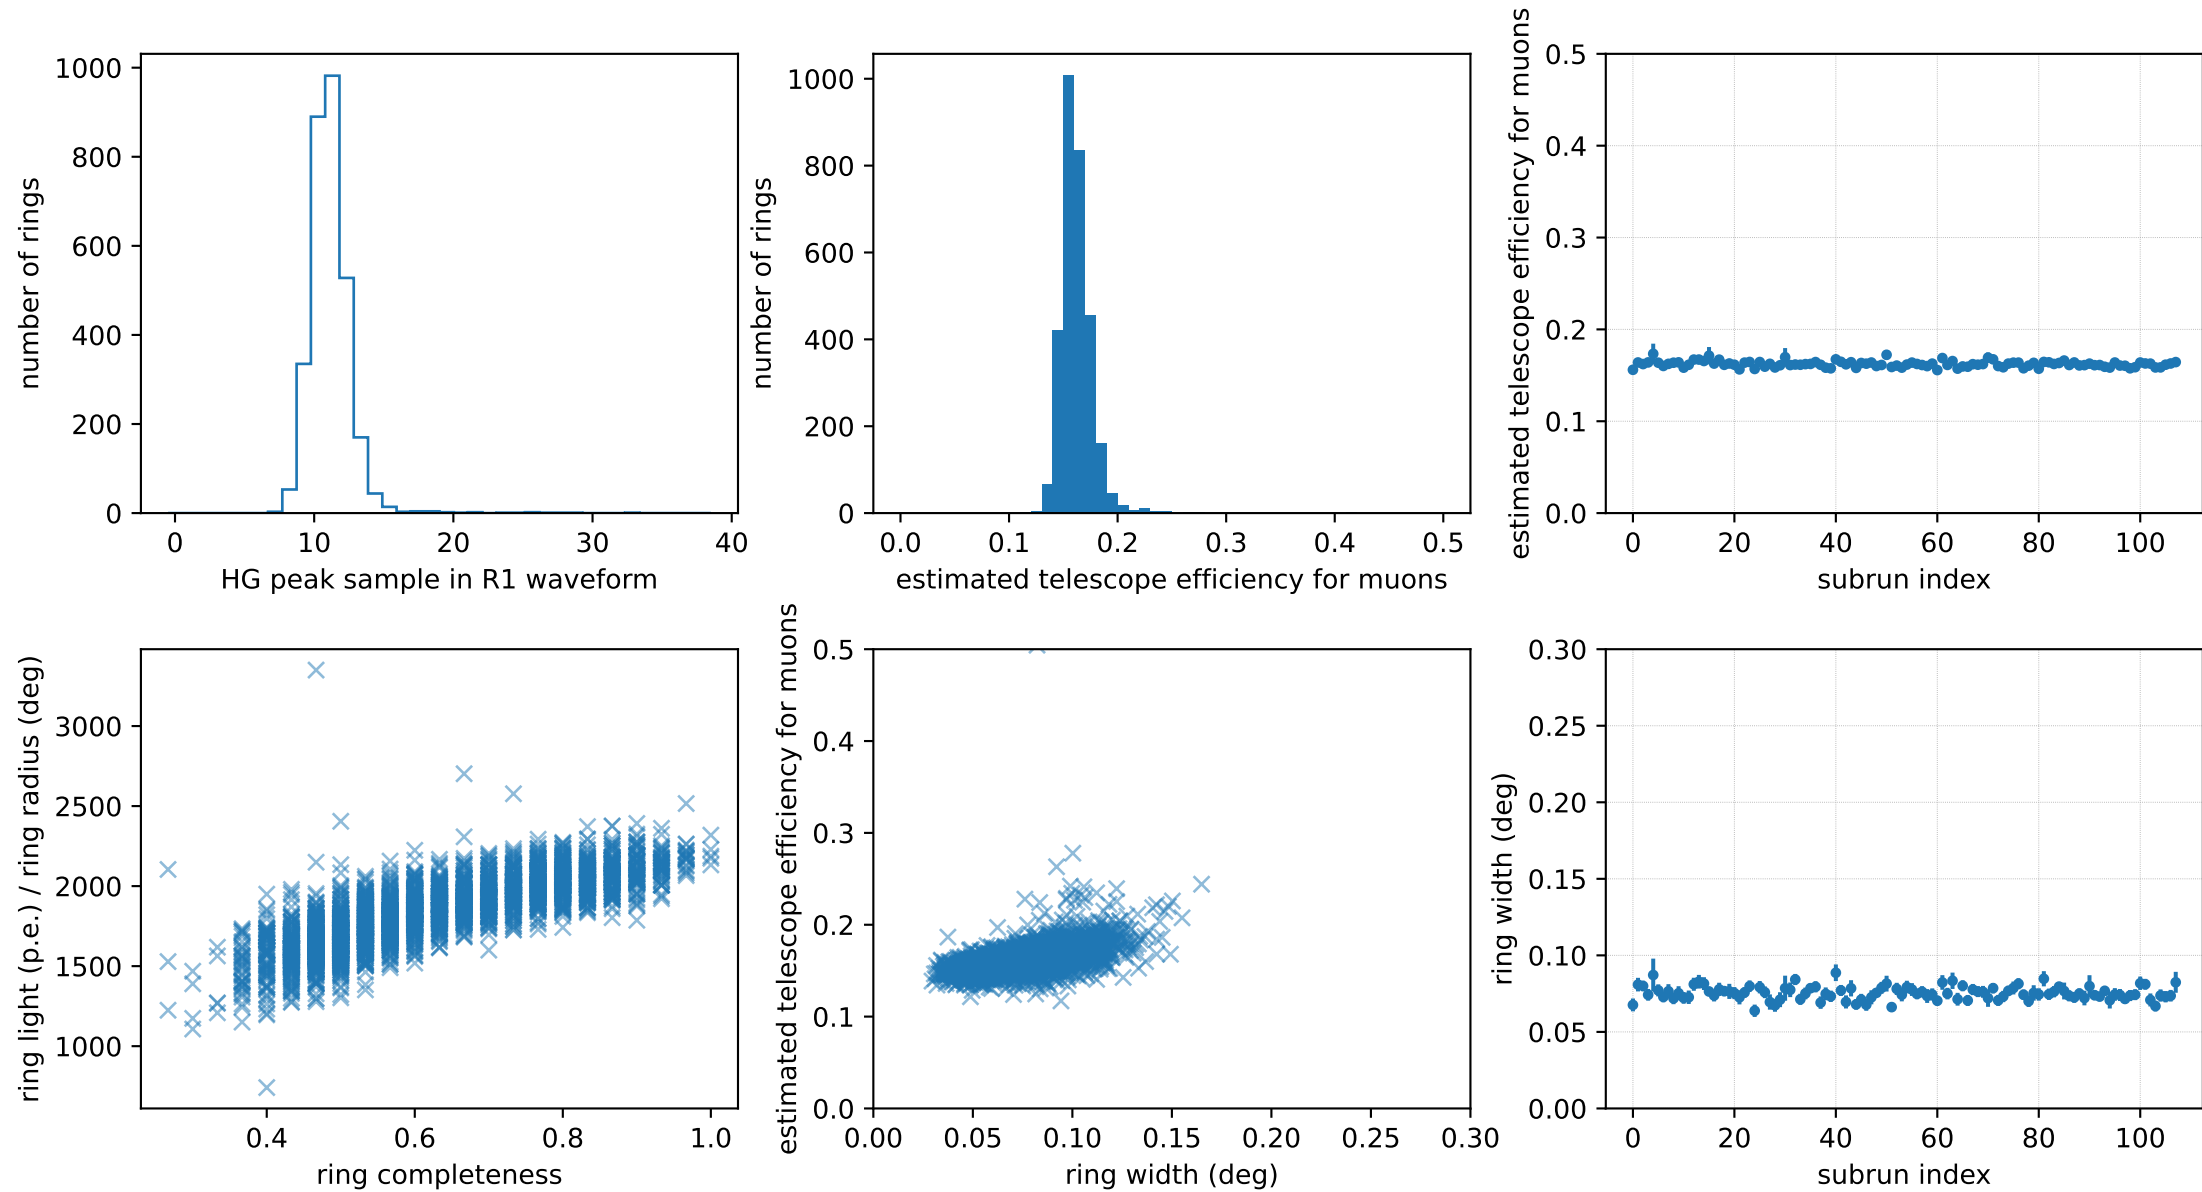 number of rings
1000
800
600
400
200
0
0 10 20 30 40
HG peak sample in R1 waveform
number of rings
1000
800
600
400
200
0
0.0 0.1 0.2 0.3 0.4 0.5
estimated telescope efficiency for muons
estimated telescope efficiency for muons
0.5
0.4
0.3
0.2
0.1
0.0
0 20 40 60 80 100
subrun index
ring light (p.e.) / ring radius (deg)
3000
2500
2000
1500
1000
0.4 0.6 0.8 1.0
ring completeness
estimated telescope efficiency for muons
0.5
0.4
0.3
0.2
0.1
0.0
0.00 0.05 0.10 0.15 0.20 0.25 0.30
ring width (deg)
ring width (deg)
0.30
0.25
0.20
0.15
0.10
0.05
0.00
0 20 40 60 80 100
subrun index